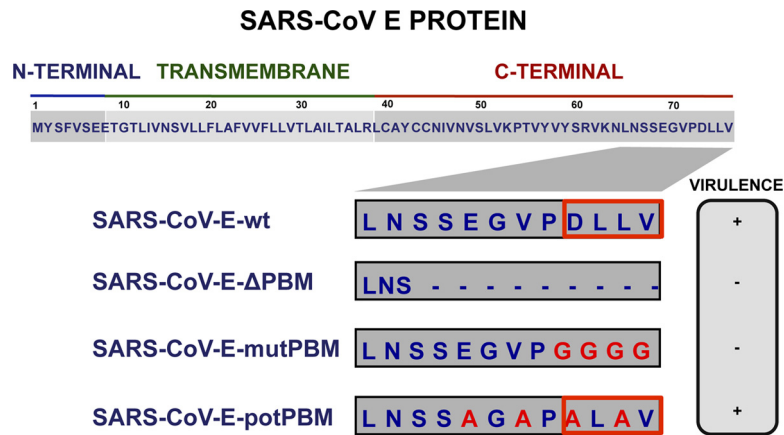 SARS-CoV E PROTEIN
N-TERMINAL TRANSMEMBRANE C-TERMINAL
1 10 20 30 40 50 60 70
MYSFVSEETGTLIVNSVLLFLAFVVFLLVTLAILTALRLCAYCCNIVNVSLVKPTVYVYSRVKNLNSSEGVPDLLV
VIRULENCE
SARS-CoV-E-wt L N S S E G V P D L L V +
SARS-CoV-E-ΔPBM L N S - - - - - - - - - -
SARS-CoV-E-mutPBM L N S S E G V P G G G G -
SARS-CoV-E-potPBM L N S S A G A P A L A V +